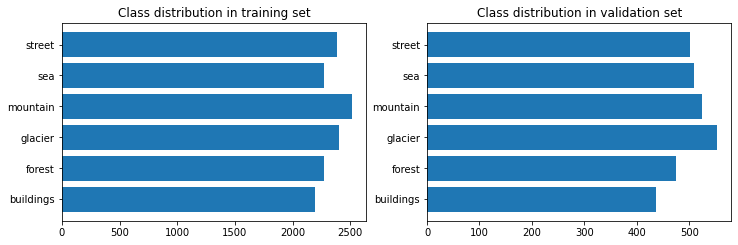 Class distribution in training set
street
sea
mountain
glacier
forest
buildings
0 500 1000 1500 2000 2500
Class distribution in validation set
street
sea
mountain
glacier
forest
buildings
0 100 200 300 400 500